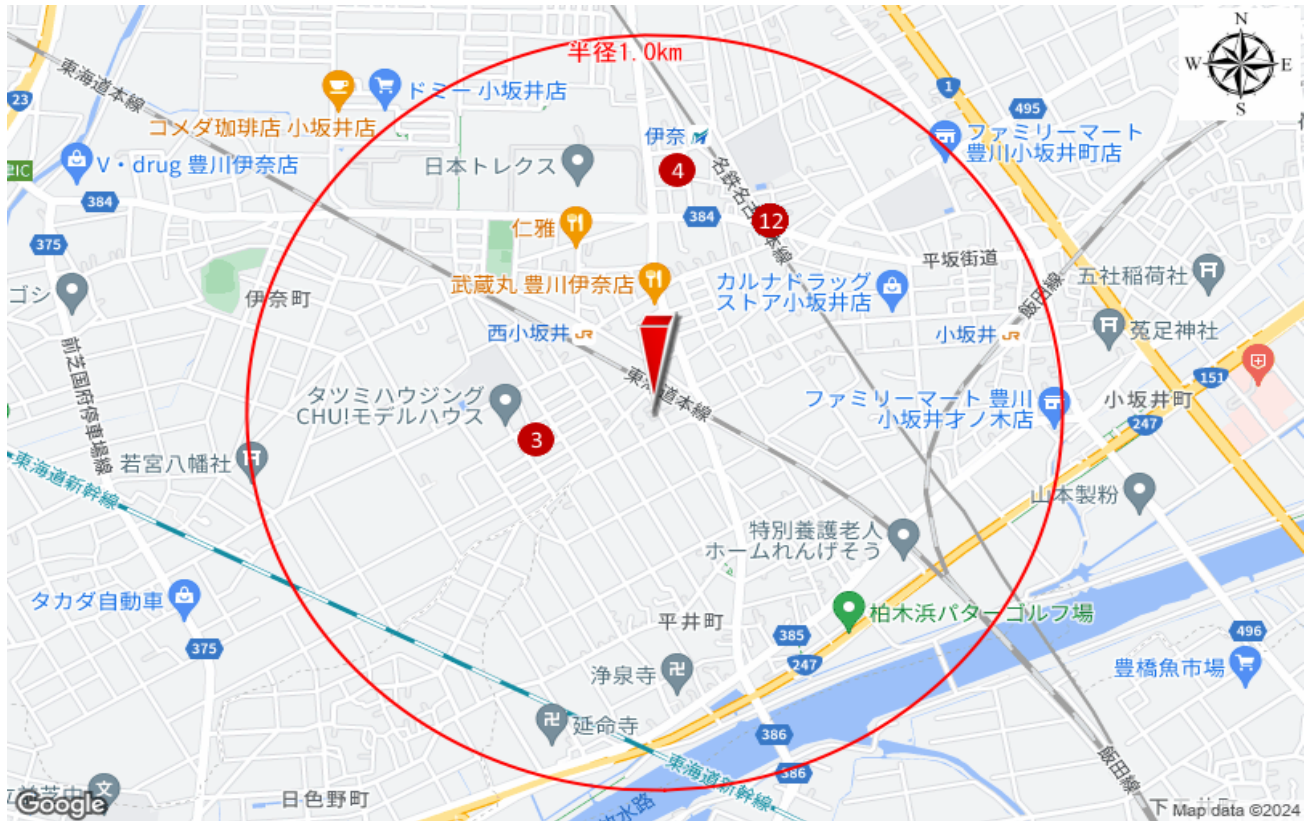 半径1.0km
N
W
E
S
東海道本線
23
ドミー 小坂井店
コメダ珈琲店 小坂井店
1
495
伊奈
ファミリーマート
豊川小坂井町店
V・drug 豊川伊奈店
日本トレクス
4
名鉄名古
本線
IC
384
384
12
仁雅
375
平坂街道
五社稲荷社
ゴシ
伊奈町
武蔵丸 豊川伊奈店
カルナドラッグ
ストア小坂井店
飯田線
西小坂井
小坂井
菟足神社
前芝国府停車場線
東海道本線
151
タツミハウジング
CHU!モデルハウス
ファミリーマート 豊川
小坂井才ノ木店
小坂井町
247
3
若宮八幡社
東海道新幹線
山本製粉
特別養護老人
ホームれんげそう
タカダ自動車
柏木浜パターゴルフ場
平井町
385
496
375
247
豊橋魚市場
浄泉寺
延命寺
386
東海道新幹線
386
飯田線
日色野町
Google
Map data ©2024